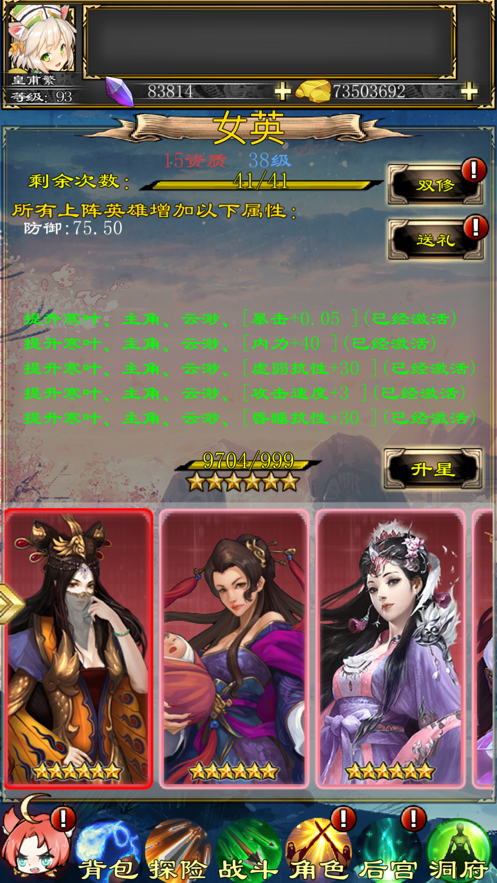 皇甫繁
等级: 93
83814
73503692
女英
15资质 38级
剩余次数: 41/41
双修
所有上阵英雄增加以下属性:
防御:75.50
送礼
提升寒叶、主角、云游、[暴击+0.05 ](已经激活)
提升寒叶、主角、云游、[内力+40 ](已经激活)
提升寒叶、主角、云游、[虚弱抗性+30 ](已经激活)
提升寒叶、主角、云游、[攻击速度+3 ](已经激活)
提升寒叶、主角、云游、[昏睡抗性+30 ](已经激活)
9704/999
升星
背包 探险 战斗 角色 后宫 洞府